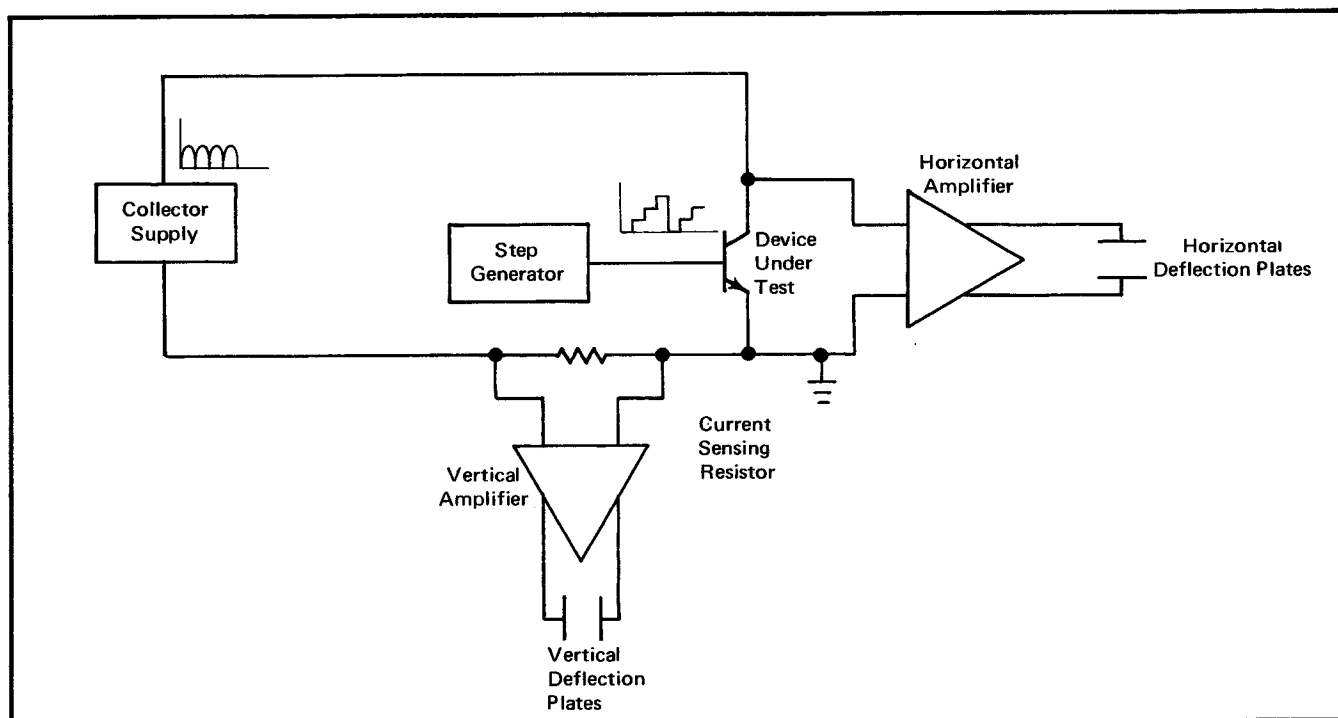 Collector
Supply
Step
Generator
Device
Under
Test
Horizontal
Amplifier
Horizontal
Deflection Plates
Current
Sensing
Resistor
Vertical
Amplifier
Vertical
Deflection
Plates